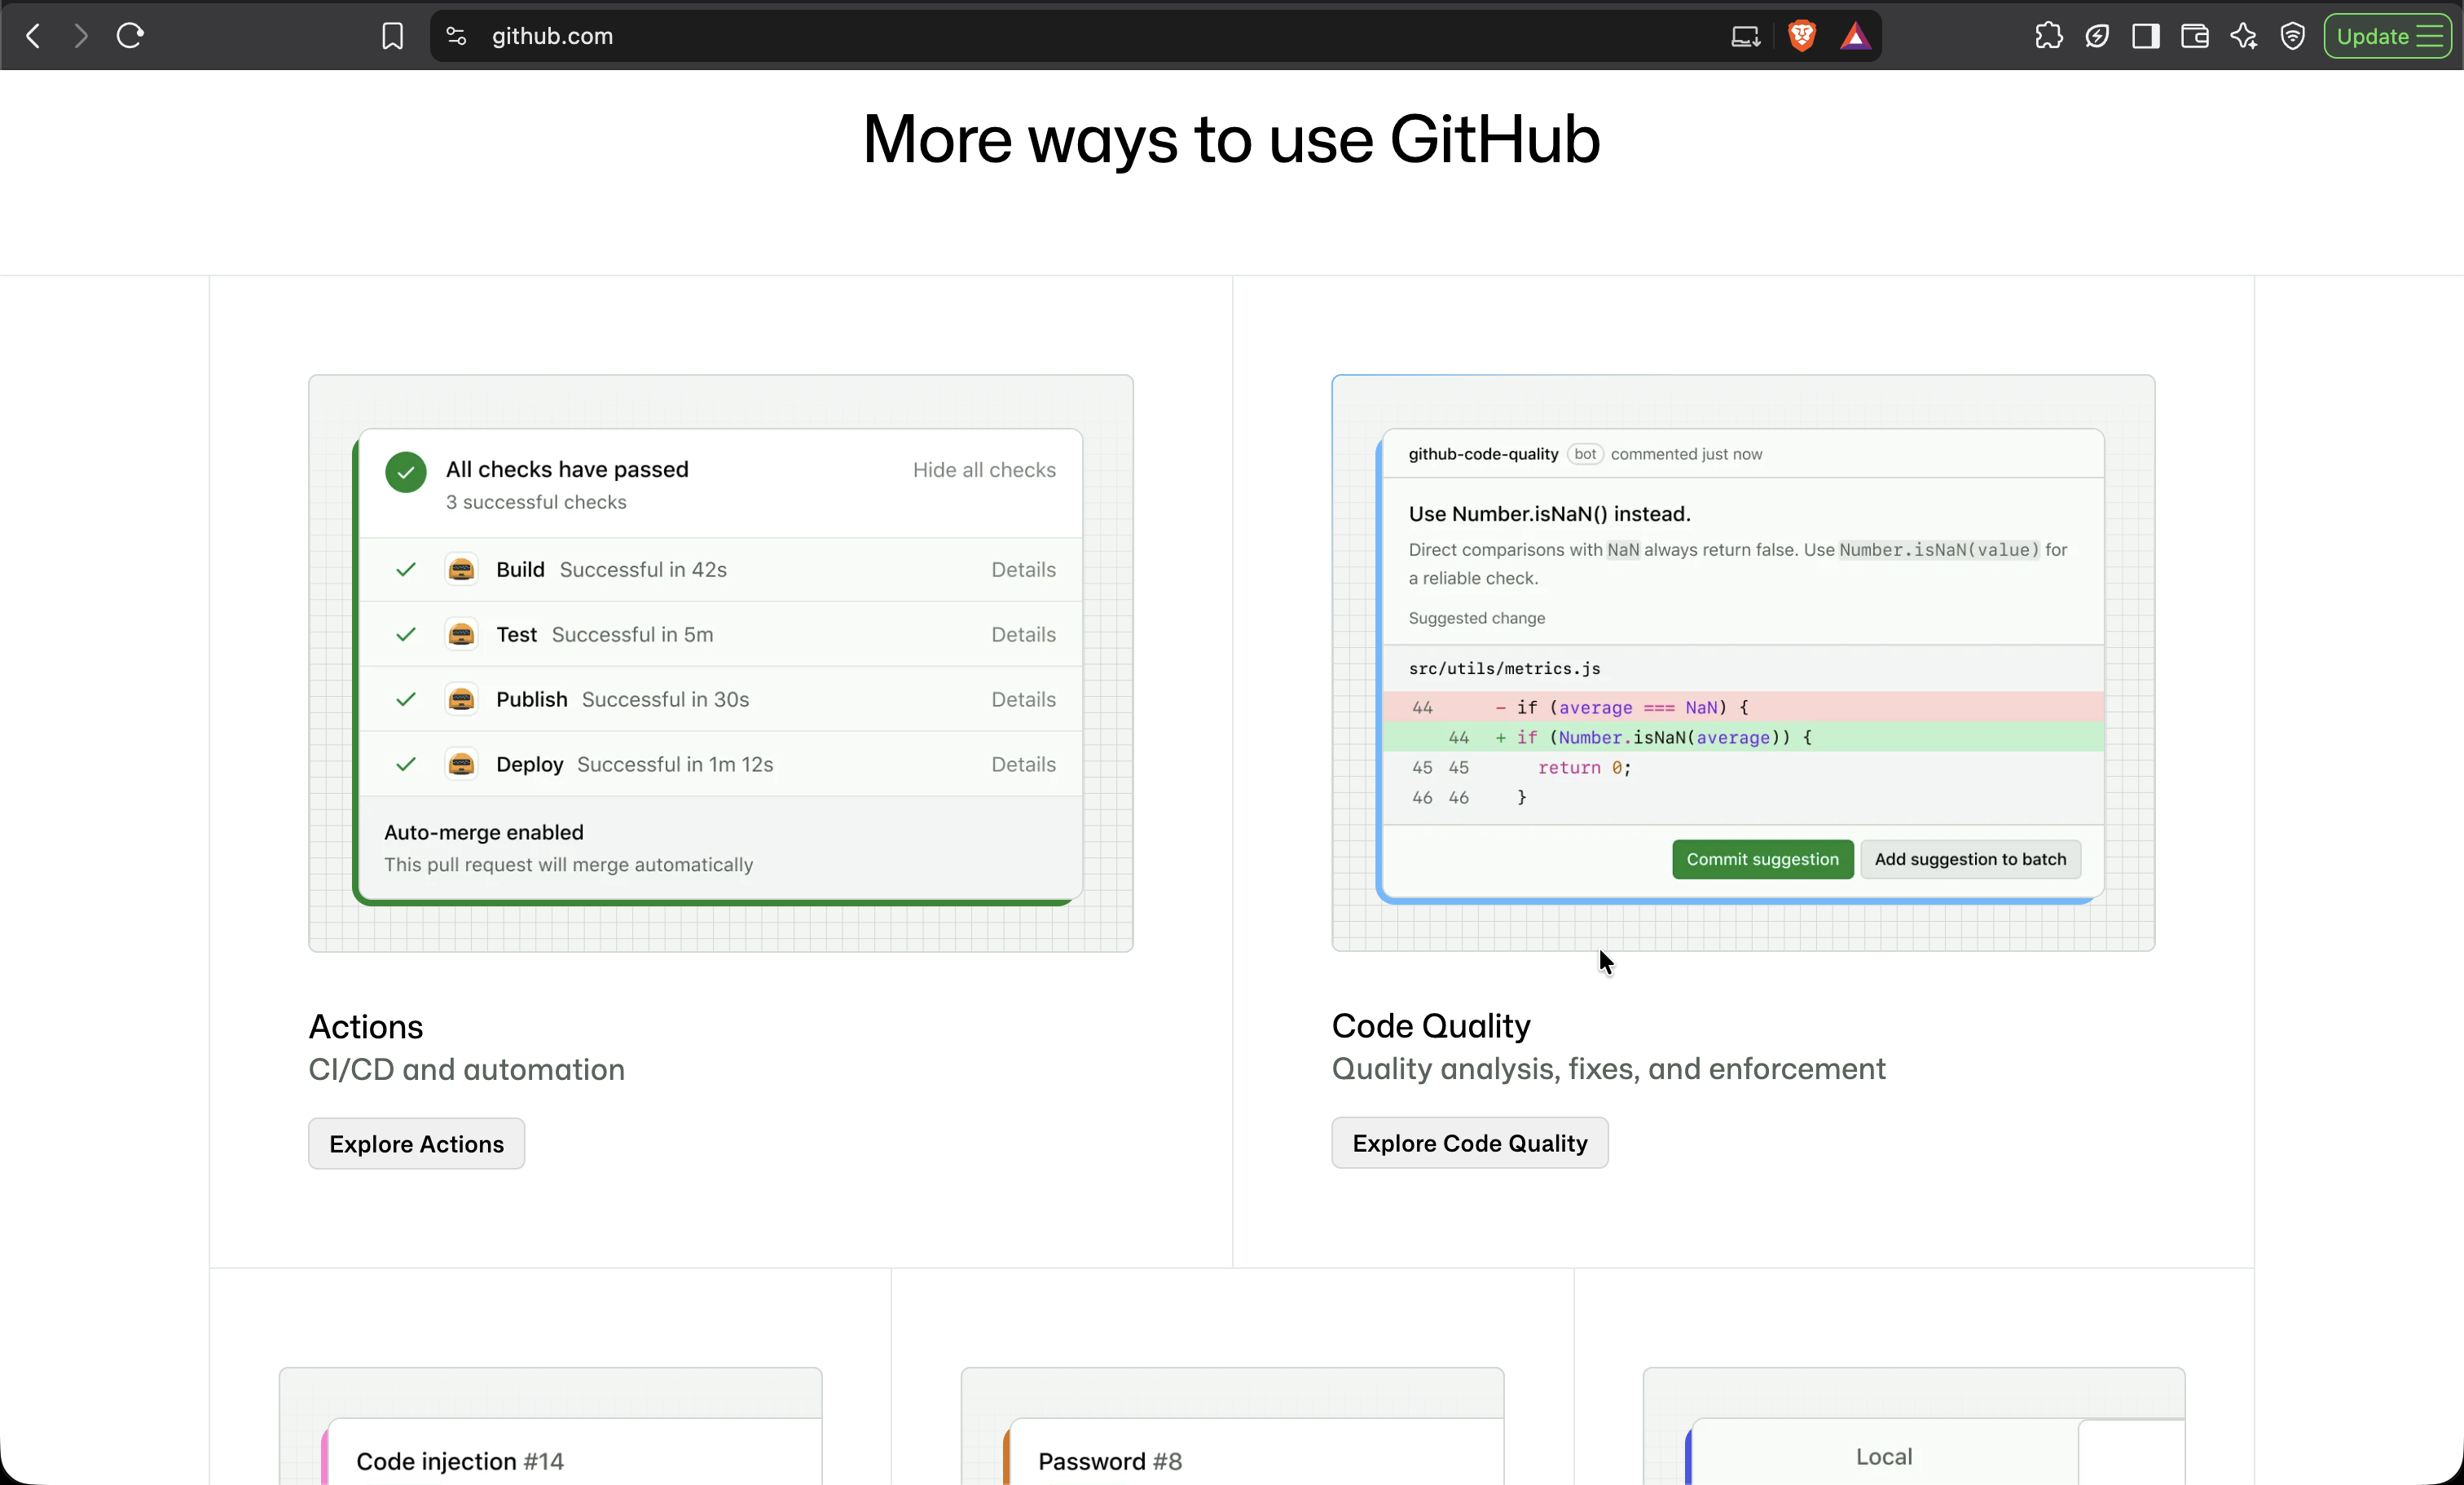 github.com
Update
More ways to use GitHub
All checks have passed
Hide all checks
3 successful checks
Build Successful in 42s Details
Test Successful in 5m Details
Publish Successful in 30s Details
Deploy Successful in 1m 12s Details
Auto-merge enabled
This pull request will merge automatically
Actions
CI/CD and automation
Explore Actions
github-code-quality bot commented just now
Use Number.isNaN() instead.
Direct comparisons with NaN always return false. Use Number.isNaN(value) for
a reliable check.
Suggested change
src/utils/metrics.js
44 - if (average === NaN) {
44 + if (Number.isNaN(average)) {
45 45 return 0;
46 46 }
Commit suggestion Add suggestion to batch
Code Quality
Quality analysis, fixes, and enforcement
Explore Code Quality
Code injection #14
Password #8
Local